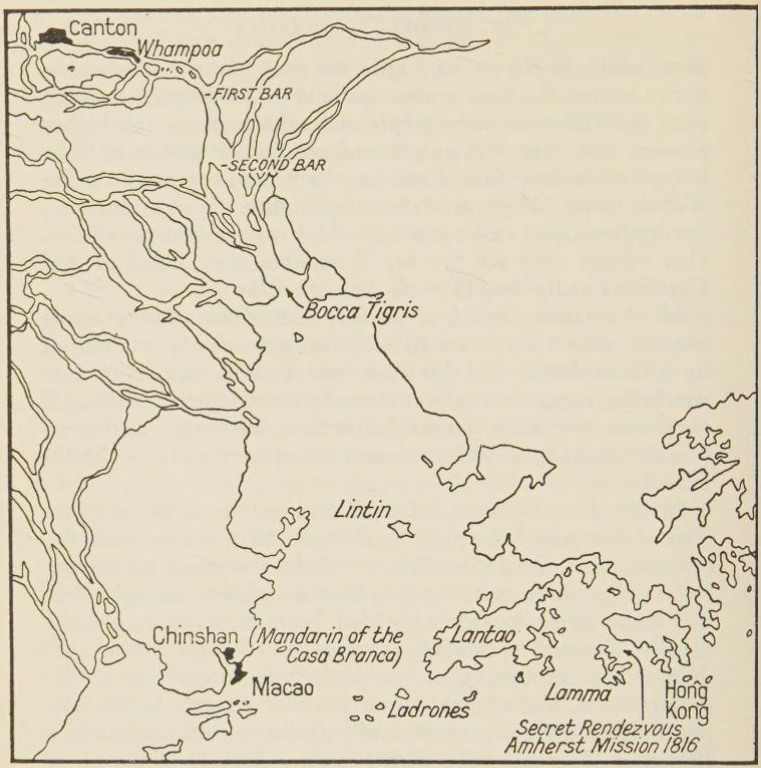 Canton
Whampoa
FIRST BAR
SECOND BAR
Bocca Tigris
Lintin
Chinshan (Mandarin of the
Casa Branca)
Macao
Lantao
Ladrones
Lamma
Hong
Kong
Secret Rendezvous
Amherst Mission 1816